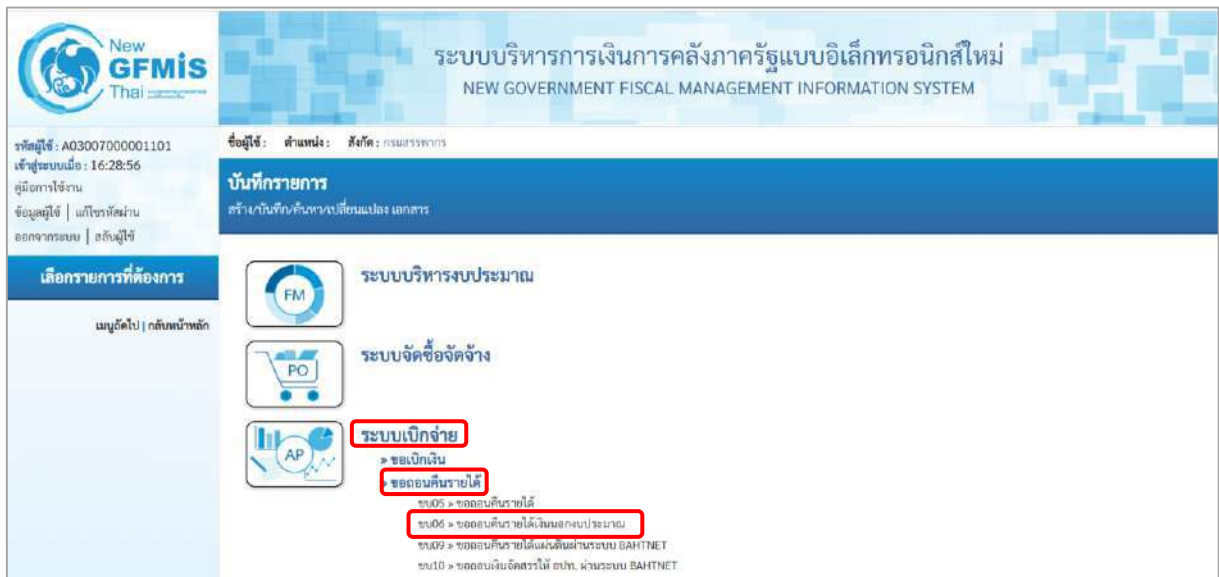 New
GFMiS
Thai
ระบบบริหารการเงินการคลังภาครัฐแบบอิเล็กทรอนิกส์ใหม่
NEW GOVERNMENT FISCAL MANAGEMENT INFORMATION SYSTEM
รหัสผู้ใช้ : A03007000001101
เข้าสู่ระบบเมื่อ : 16:28:56
คู่มือการใช้งาน
ข้อมูลผู้ใช้ | แก้ไขรหัสผ่าน
ออกจากระบบ | สลับผู้ใช้
เลือกรายการที่ต้องการ
เมนูถัดไป | กลับหน้าหลัก
ชื่อผู้ใช้ : ตำแหน่ง : สังกัด : กรมสรรพากร
บันทึกรายการ
สร้าง/บันทึก/ค้นหา/เปลี่ยนแปลง เอกสาร
FM
ระบบบริหารงบประมาณ
PO
ระบบจัดซื้อจัดจ้าง
AP
ระบบเบิกจ่าย
» ขอเบิกเงิน
» ขอถอนคืนรายได้
ขบ05 » ขอถอนคืนรายได้
ขบ06 » ขอถอนคืนรายได้เงินนอกงบประมาณ
ขบ09 » ขอถอนคืนรายได้แผ่นดินผ่านระบบ BAHTNET
ขบ10 » ขอถอนเงินจัดสรรให้ อปท. ผ่านระบบ BAHTNET